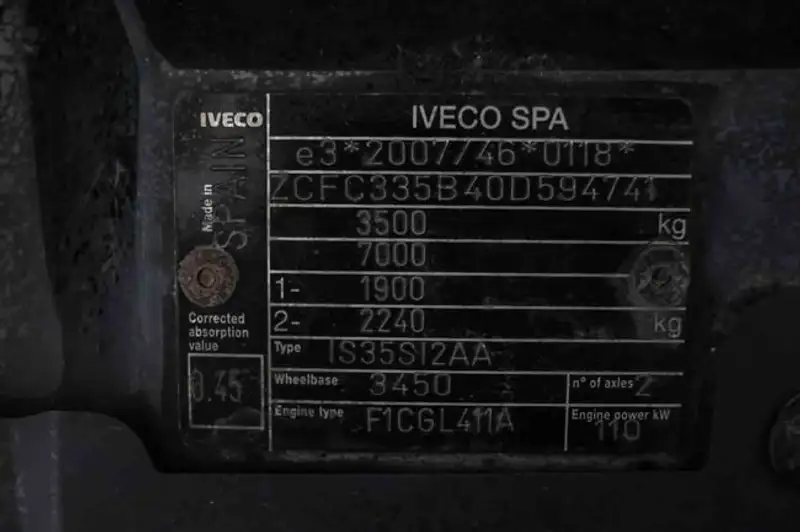 IVECO
IVECO SPA
Made in SPAIN
e3*2007/46*0118*
ZCFC335B40D594741
3500 kg
7000
1- 1900
2- 2240 kg
Corrected
absorption
value
0.45
Type IS35SI2AA
Wheelbase 3450 n° of axles 2
Engine type F1CGL411A Engine power kW
110